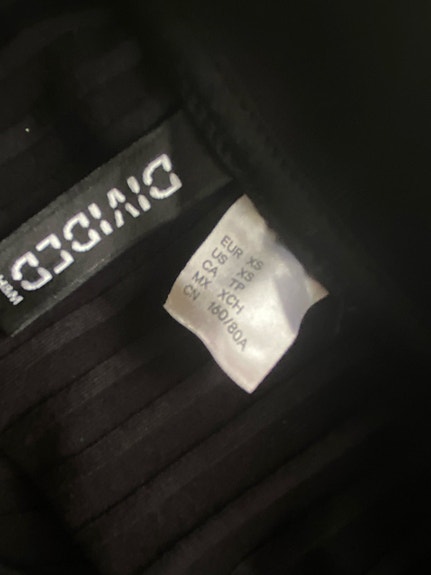 DIVIDED
H&M
EUR XS
US XS
CA TP
MX XCH
CN 160/80A